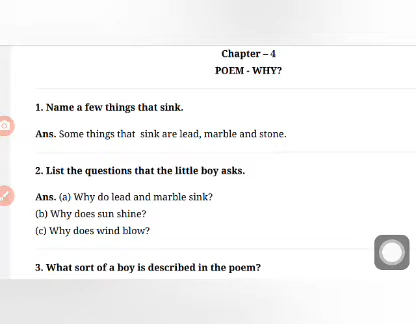 Chapter – 4
POEM - WHY?
1. Name a few things that sink.
Ans. Some things that sink are lead, marble and stone.
2. List the questions that the little boy asks.
Ans. (a) Why do lead and marble sink?
(b) Why does sun shine?
(c) Why does wind blow?
3. What sort of a boy is described in the poem?